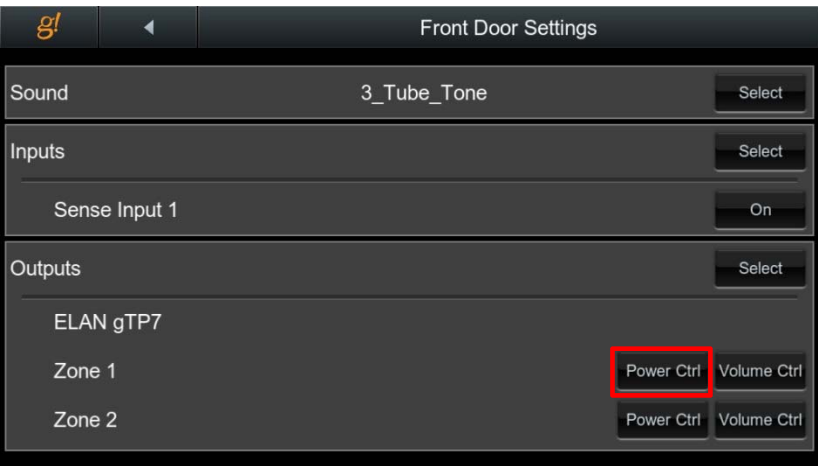 g! Front Door Settings
Sound 3_Tube_Tone Select
Inputs Select
Sense Input 1 On
Outputs Select
ELAN gTP7
Zone 1 Power Ctrl Volume Ctrl
Zone 2 Power Ctrl Volume Ctrl